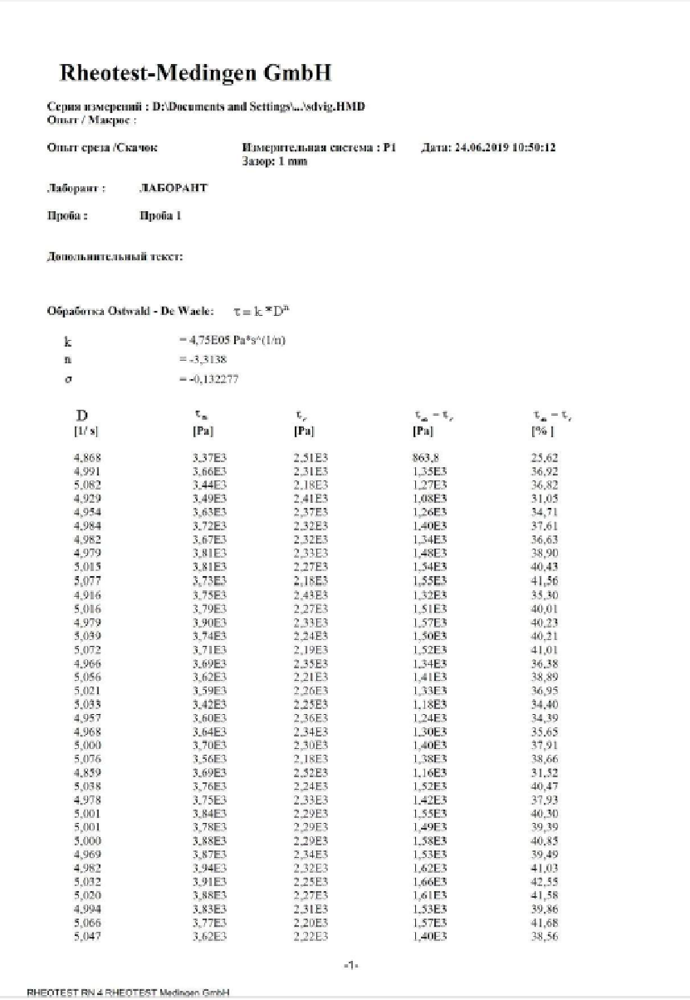 Rheotest-Medingen GmbH
Серия измерений : D:\Documents and Settings\...\sdvig.HMD
Опыт / Макрос :
Опыт среза /Скачок Измерительная система : P1 Дата: 24.06.2019 10:50:12
Зазор: 1 mm
Лаборант : ЛАБОРАНТ
Проба : Проба 1
Дополнительный текст:
Обработка Ostwald - De Waele: τ = k * Dⁿ
k = 4,75E05 Pa*s^(1/n)
n = -3,3138
σ = -0,132277
D τₘ τᵣ τₘ - τᵣ τₘ - τᵣ
[1/ s] [Pa] [Pa] [Pa] [% ]
4,868 3,37E3 2,51E3 863,8 25,62
4,991 3,66E3 2,31E3 1,35E3 36,92
5,082 3,44E3 2,18E3 1,27E3 36,82
4,929 3,49E3 2,41E3 1,08E3 31,05
4,954 3,63E3 2,37E3 1,26E3 34,71
4,984 3,72E3 2,32E3 1,40E3 37,61
4,982 3,67E3 2,32E3 1,34E3 36,63
4,979 3,81E3 2,33E3 1,48E3 38,90
5,015 3,81E3 2,27E3 1,54E3 40,43
5,077 3,73E3 2,18E3 1,55E3 41,56
4,916 3,75E3 2,43E3 1,32E3 35,30
5,016 3,79E3 2,27E3 1,51E3 40,01
4,979 3,90E3 2,33E3 1,57E3 40,23
5,039 3,74E3 2,24E3 1,50E3 40,21
5,072 3,71E3 2,19E3 1,52E3 41,01
4,966 3,69E3 2,35E3 1,34E3 36,38
5,056 3,62E3 2,21E3 1,41E3 38,89
5,021 3,59E3 2,26E3 1,33E3 36,95
5,033 3,42E3 2,25E3 1,18E3 34,40
4,957 3,60E3 2,36E3 1,24E3 34,39
4,968 3,64E3 2,34E3 1,30E3 35,65
5,000 3,70E3 2,30E3 1,40E3 37,91
5,076 3,56E3 2,18E3 1,38E3 38,66
4,859 3,69E3 2,52E3 1,16E3 31,52
5,038 3,76E3 2,24E3 1,52E3 40,47
4,978 3,75E3 2,33E3 1,42E3 37,93
5,001 3,84E3 2,29E3 1,55E3 40,30
5,001 3,78E3 2,29E3 1,49E3 39,39
5,000 3,88E3 2,29E3 1,58E3 40,85
4,969 3,87E3 2,34E3 1,53E3 39,49
4,982 3,94E3 2,32E3 1,62E3 41,03
5,032 3,91E3 2,25E3 1,66E3 42,55
5,020 3,88E3 2,27E3 1,61E3 41,58
4,994 3,83E3 2,31E3 1,53E3 39,86
5,066 3,77E3 2,20E3 1,57E3 41,68
5,047 3,62E3 2,22E3 1,40E3 38,56
-1-
RHEOTEST RN 4 RHEOTEST Medingen GmbH